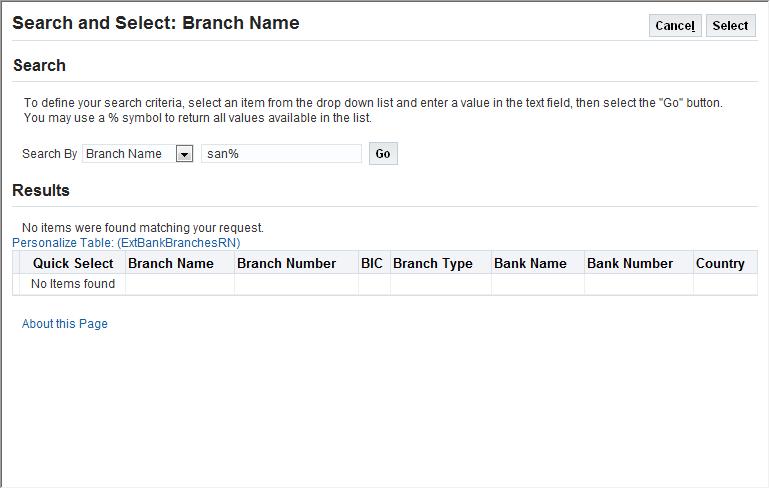 Search and Select: Branch Name
Cancel Select
Search
To define your search criteria, select an item from the drop down list and enter a value in the text field, then select the "Go" button.
You may use a % symbol to return all values available in the list.
Search By Branch Name san% Go
Results
No items were found matching your request.
Personalize Table: (ExtBankBranchesRN)
Quick Select Branch Name Branch Number BIC Branch Type Bank Name Bank Number Country
No Items found
About this Page